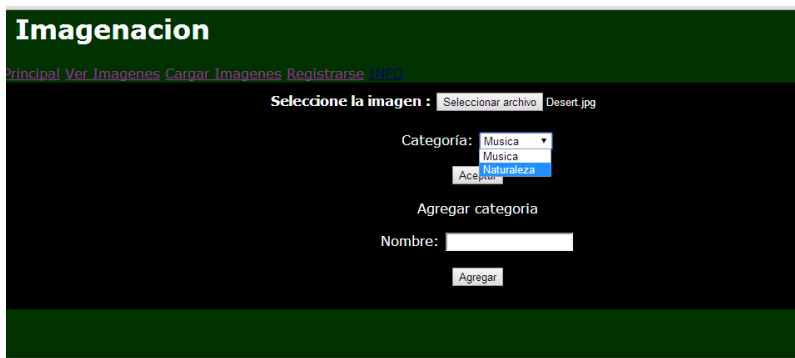 Imagenacion
Principal Ver Imagenes Cargar Imagenes Registrarse INFO
Seleccione la imagen : Seleccionar archivo Desert.jpg
Categoría: Musica
Musica
Naturaleza
Aceptar
Agregar categoria
Nombre:
Agregar